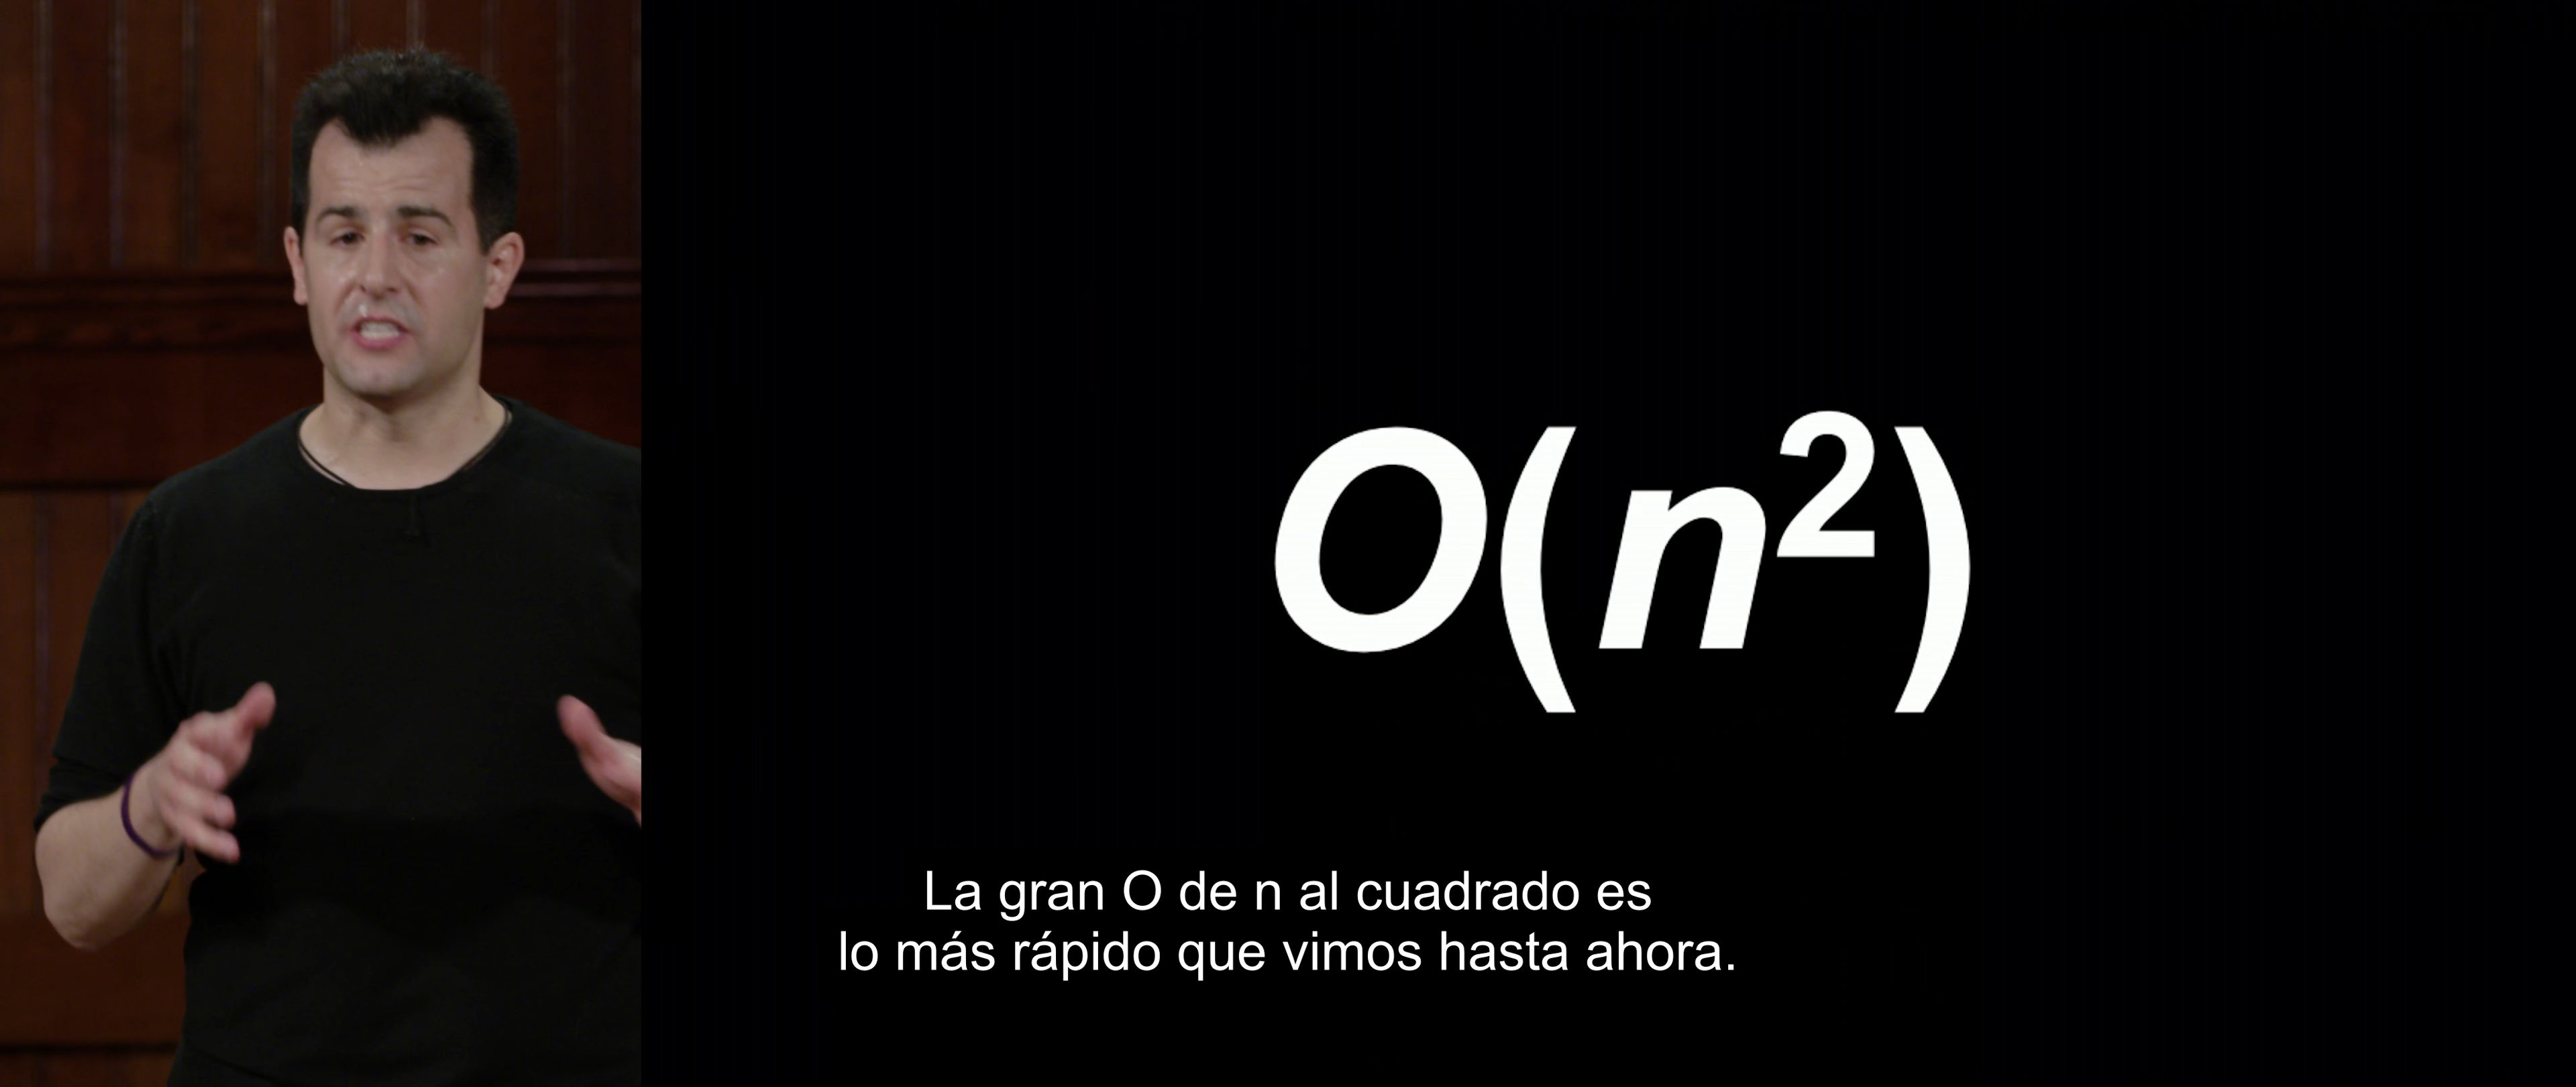 O(n²)
La gran O de n al cuadrado es
lo más rápido que vimos hasta ahora.